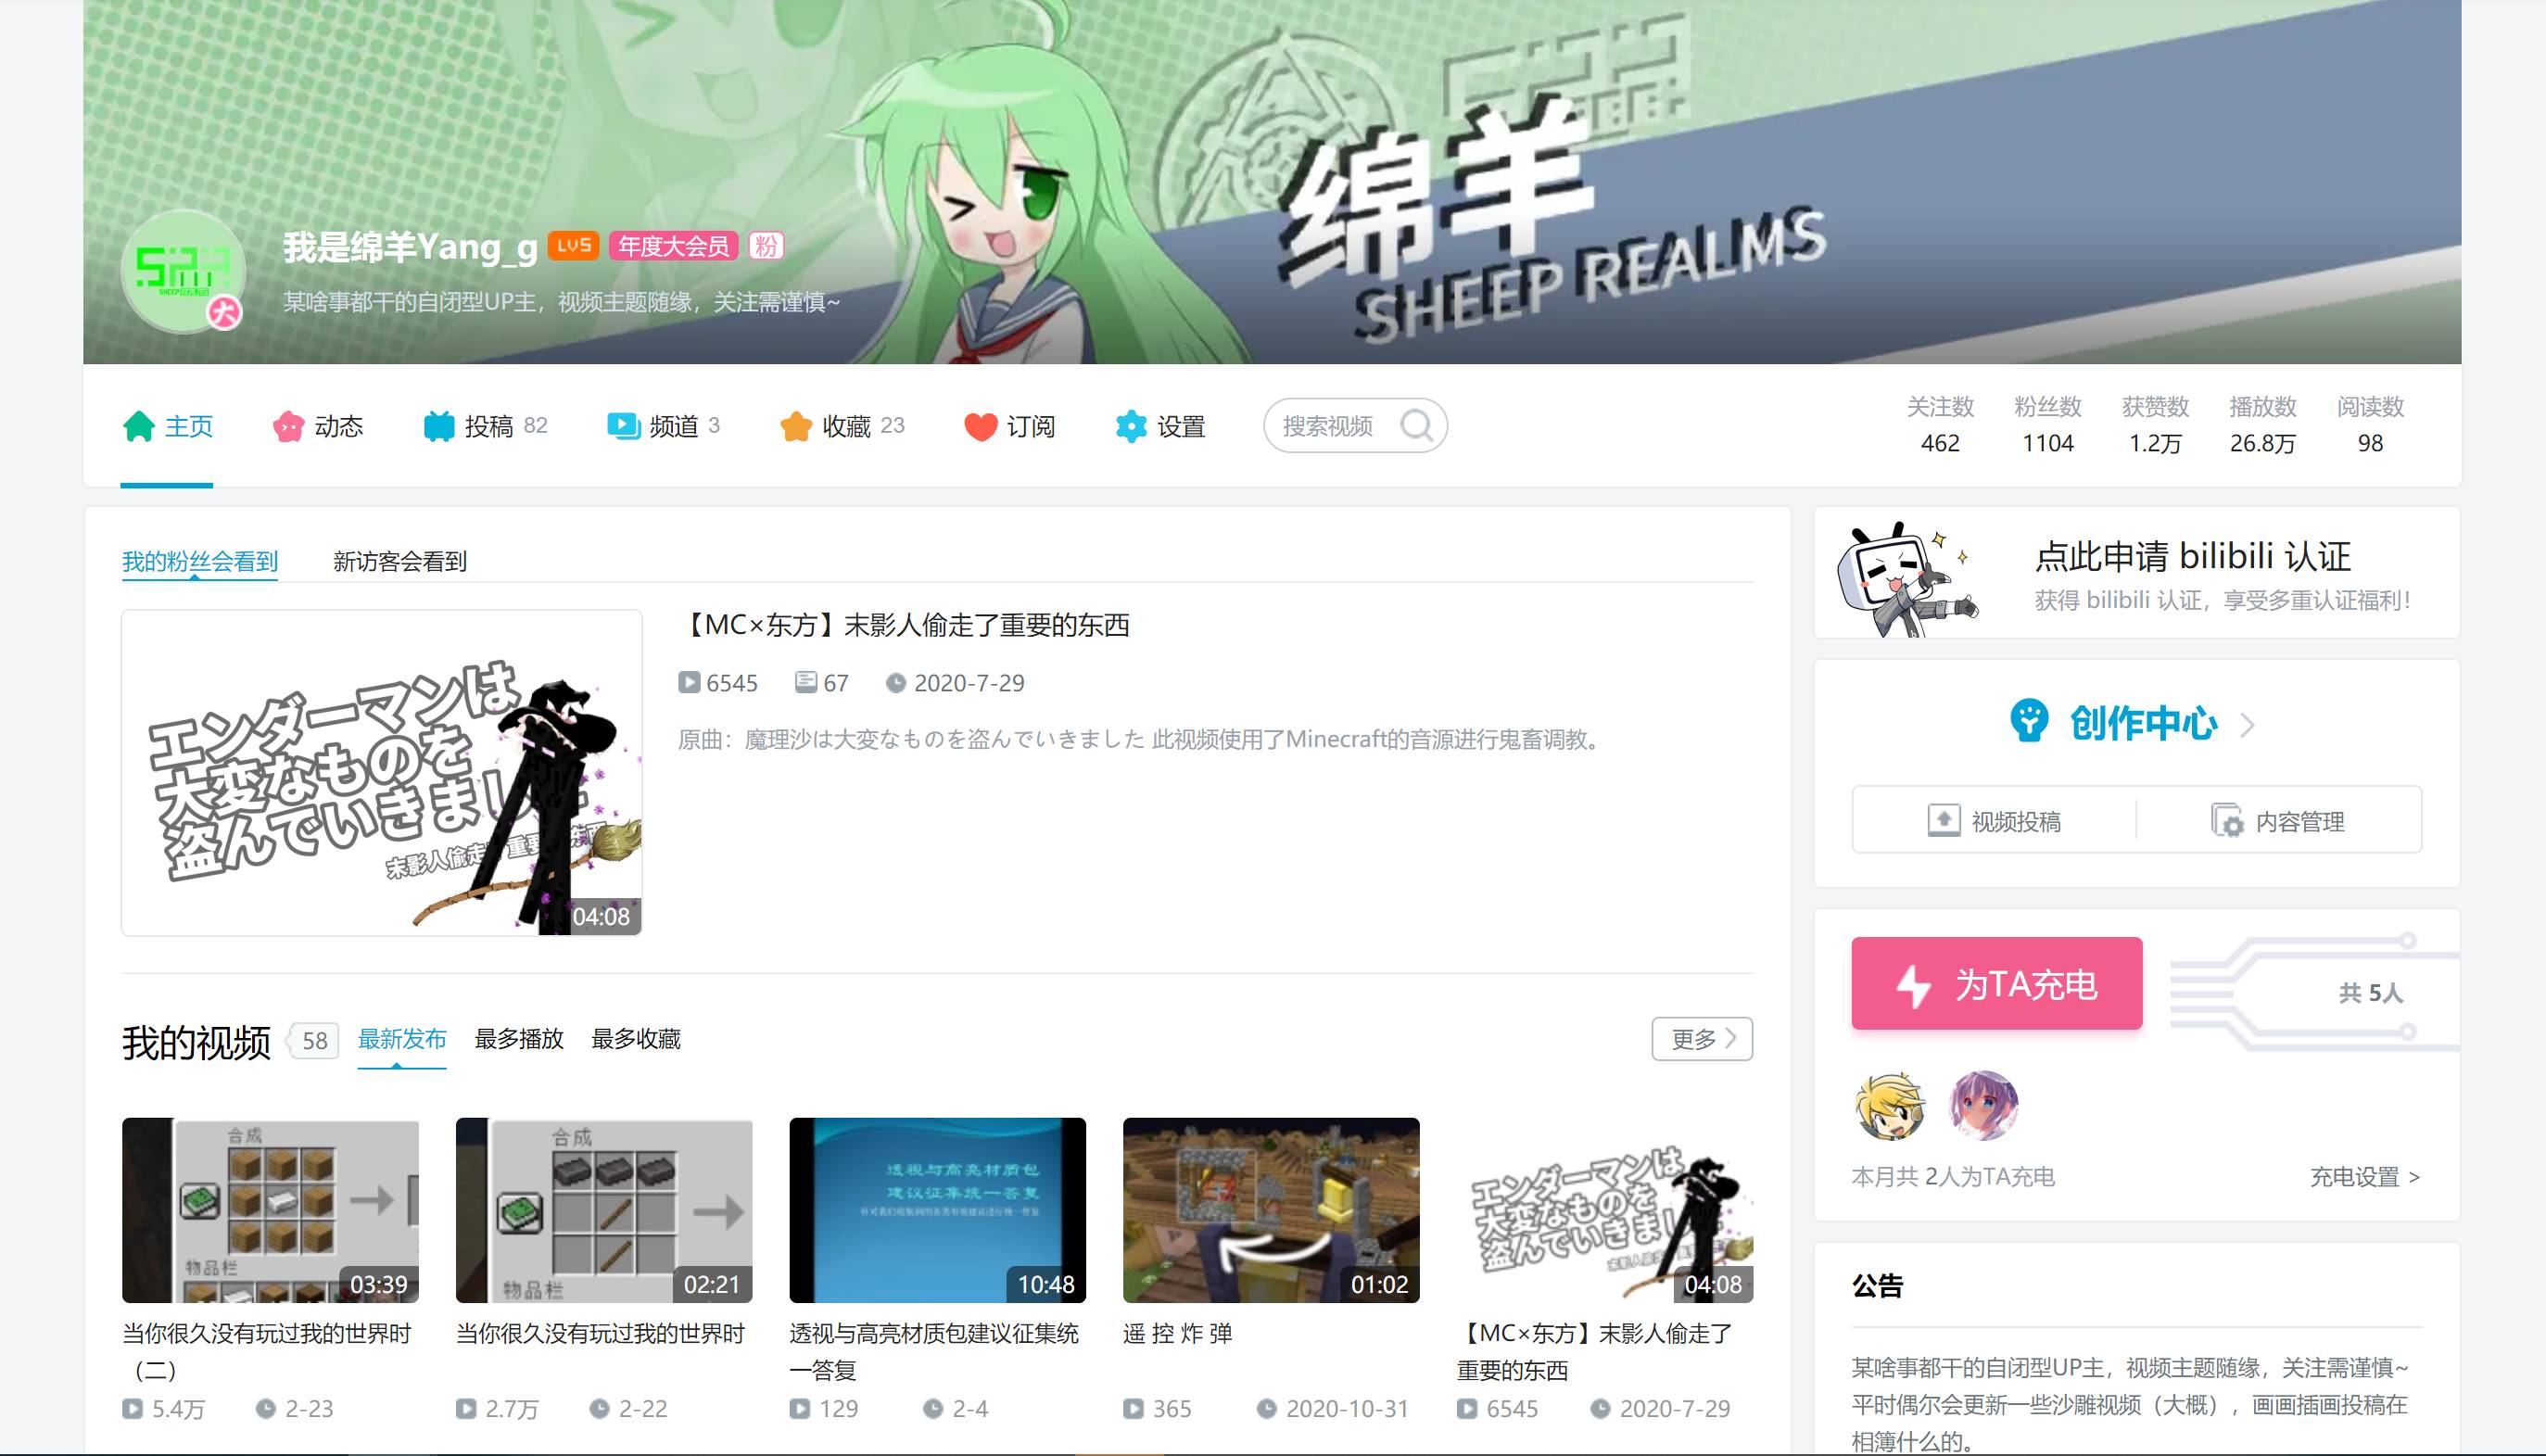 绵羊
SHEEP REALMS
我是绵羊Yang_g LV5 年度大会员 粉
某啥事都干的自闭型UP主，视频主题随缘，关注需谨慎~
大
主页 动态 投稿 82 频道 3 收藏 23 订阅 设置 搜索视频
关注数 粉丝数 获赞数 播放数 阅读数
462 1104 1.2万 26.8万 98
我的粉丝会看到 新访客会看到
エンダーマンは
大変なものを
盗んでいきました
04:08
【MC×东方】末影人偷走了重要的东西
6545 67 2020-7-29
原曲：魔理沙は大変なものを盗んでいきました 此视频使用了Minecraft的音源进行鬼畜调教。
我的视频 58 最新发布 最多播放 最多收藏 更多
合成
物品栏
03:39
当你很久没有玩过我的世界时
（二）
5.4万 2-23
合成
物品栏
02:21
当你很久没有玩过我的世界时
2.7万 2-22
透视与高亮材质包
建议征集统一答复
10:48
透视与高亮材质包建议征集统
一答复
129 2-4
01:02
遥 控 炸 弹
365 2020-10-31
エンダーマンは
大変なものを
盗んでいきまし
04:08
【MC×东方】末影人偷走了
重要的东西
6545 2020-7-29
点此申请 bilibili 认证
获得 bilibili 认证，享受多重认证福利！
创作中心
视频投稿 内容管理
为TA充电 共 5人
本月共 2人为TA充电 充电设置 >
公告
某啥事都干的自闭型UP主，视频主题随缘，关注需谨慎~
平时偶尔会更新一些沙雕视频（大概），画画插画投稿在
相簿什么的。